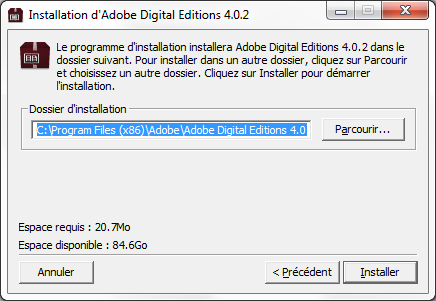 Installation d'Adobe Digital Editions 4.0.2
Le programme d'installation installera Adobe Digital Editions 4.0.2 dans le
dossier suivant. Pour installer dans un autre dossier, cliquez sur Parcourir
et choisissez un autre dossier. Cliquez sur Installer pour démarrer
l'installation.
Dossier d'installation
C:\Program Files (x86)\Adobe\Adobe Digital Editions 4.0
Parcourir...
Espace requis : 20.7Mo
Espace disponible : 84.6Go
Annuler
< Précédent
Installer